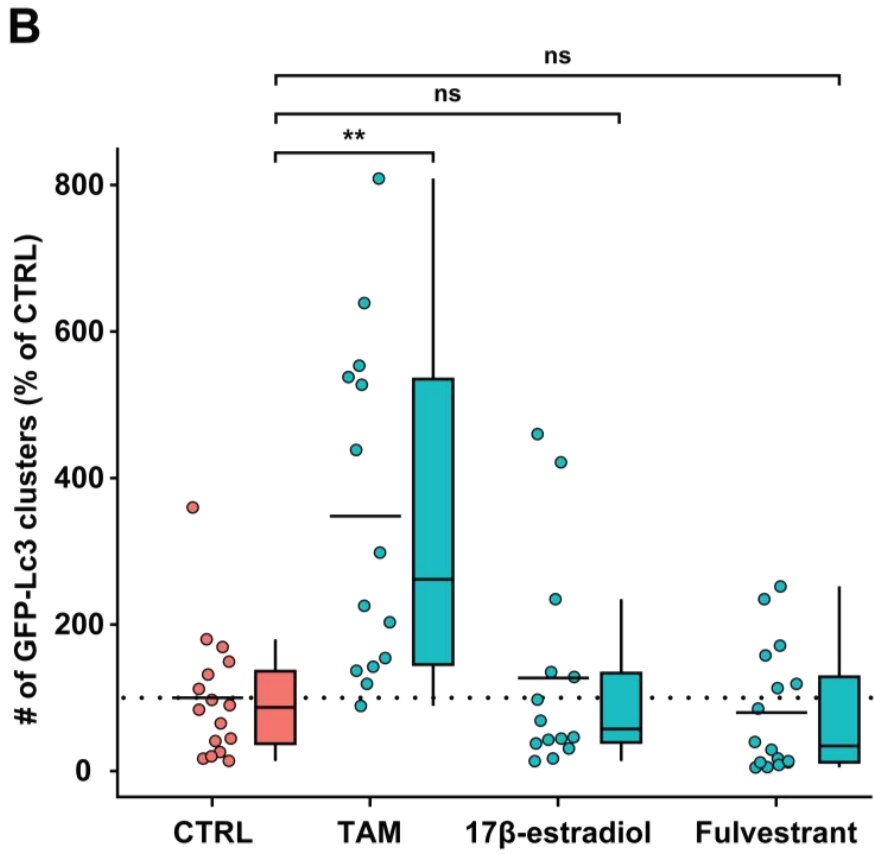 B
ns
ns
**
# of GFP-Lc3 clusters (% of CTRL)
800
600
400
200
0
CTRL TAM 17β-estradiol Fulvestrant